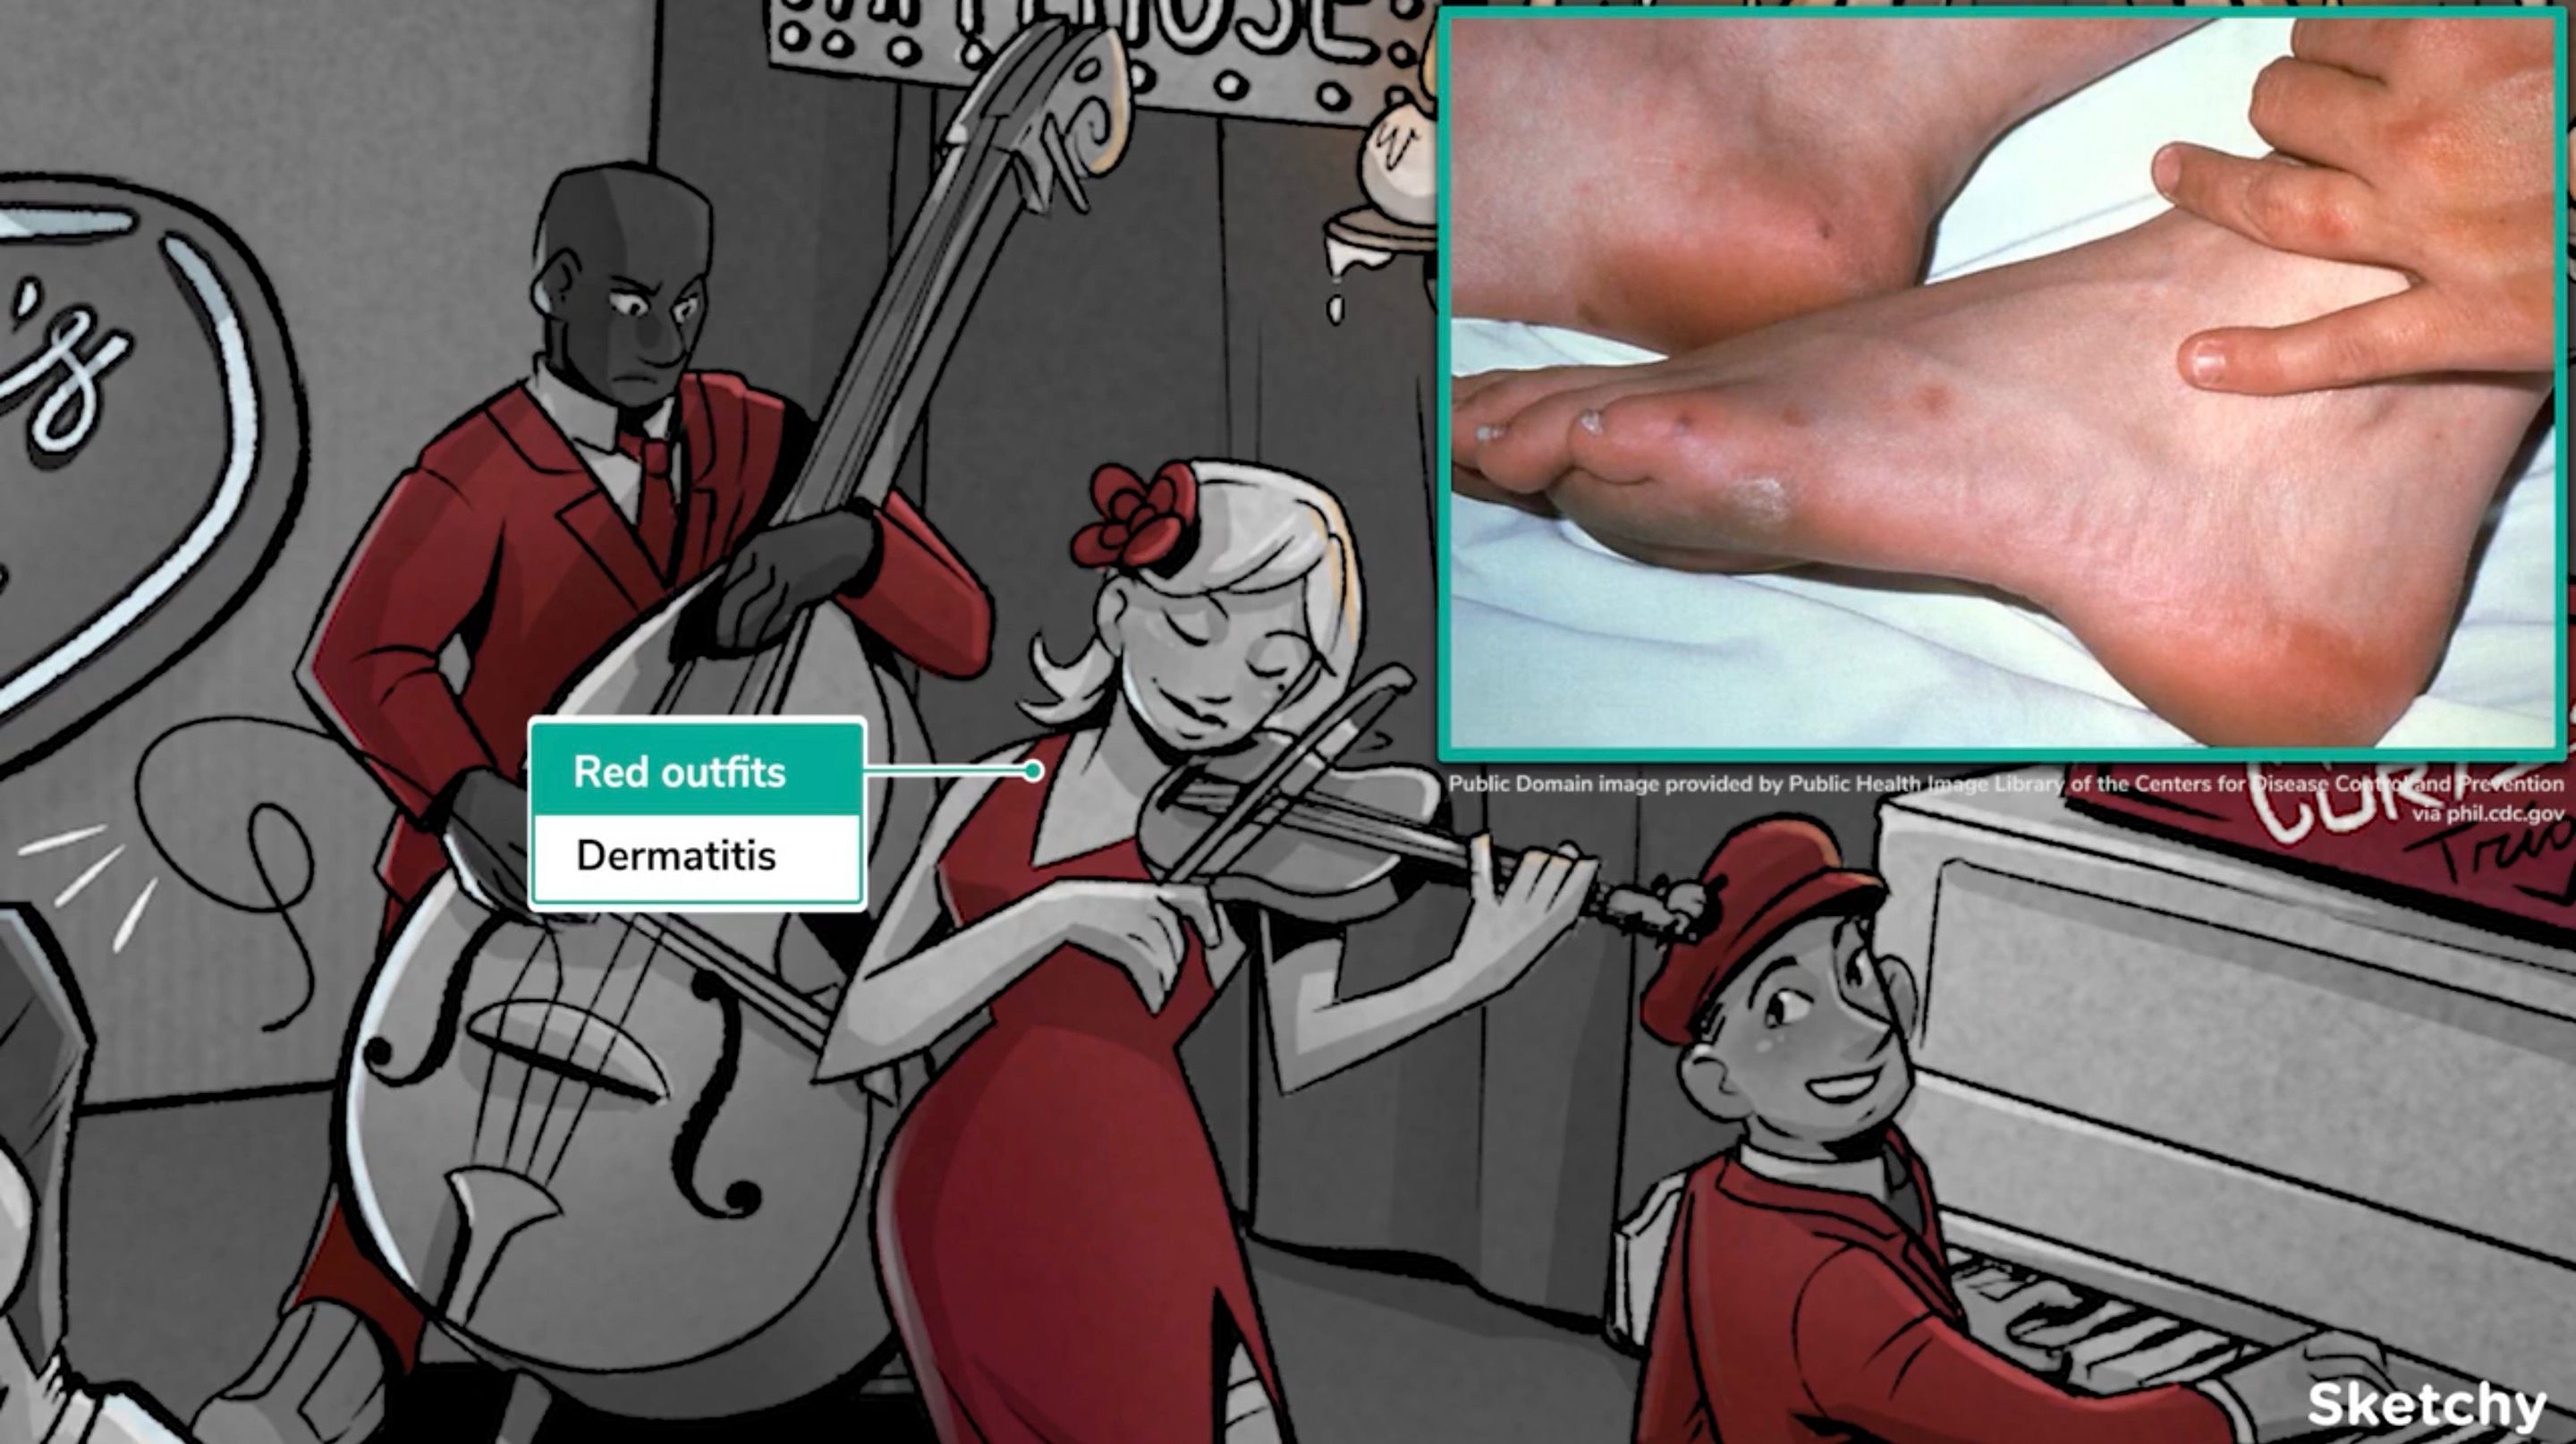 's
W
Red outfits
Dermatitis
Public Domain image provided by Public Health Image Library of the Centers for Disease Control and Prevention
via phil.cdc.gov
Sketchy